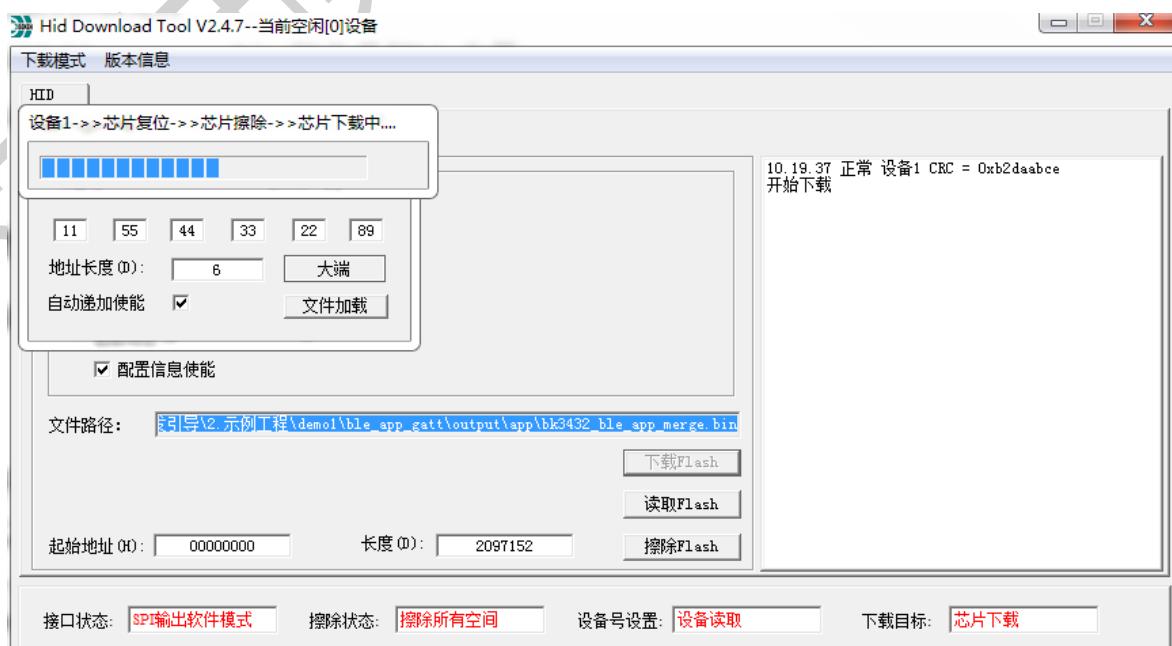 Hid Download Tool V2.4.7--当前空闲[0]设备
下载模式 版本信息
HID
设备1->>芯片复位->>芯片擦除->>芯片下载中....
11 55 44 33 22 89
地址长度(D): 6 大端
自动递加使能 文件加载
配置信息使能
文件路径: 引导\2.示例工程\demo1\ble_app_gatt\output\app\bk3432_ble_app_merge.bin
下载Flash
读取Flash
起始地址(H): 00000000 长度(D): 2097152 擦除Flash
10.19.37 正常 设备1 CRC = 0xb2daabce
开始下载
接口状态: SPI输出软件模式 擦除状态: 擦除所有空间 设备号设置: 设备读取 下载目标: 芯片下载